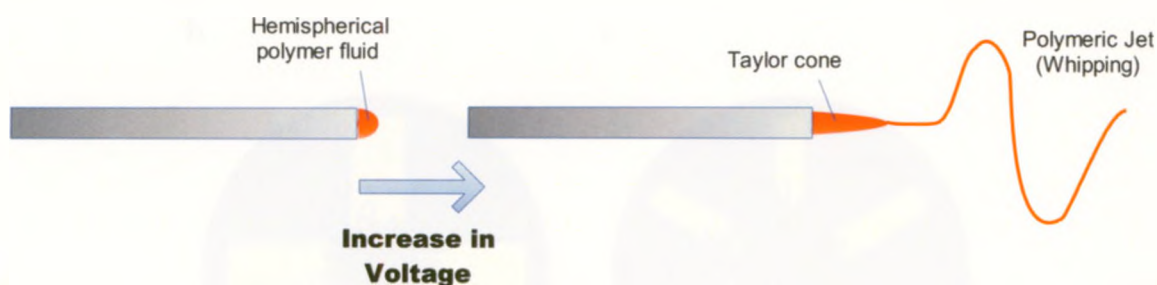 Hemispherical
polymer fluid
Increase in
Voltage
Taylor cone
Polymeric Jet
(Whipping)